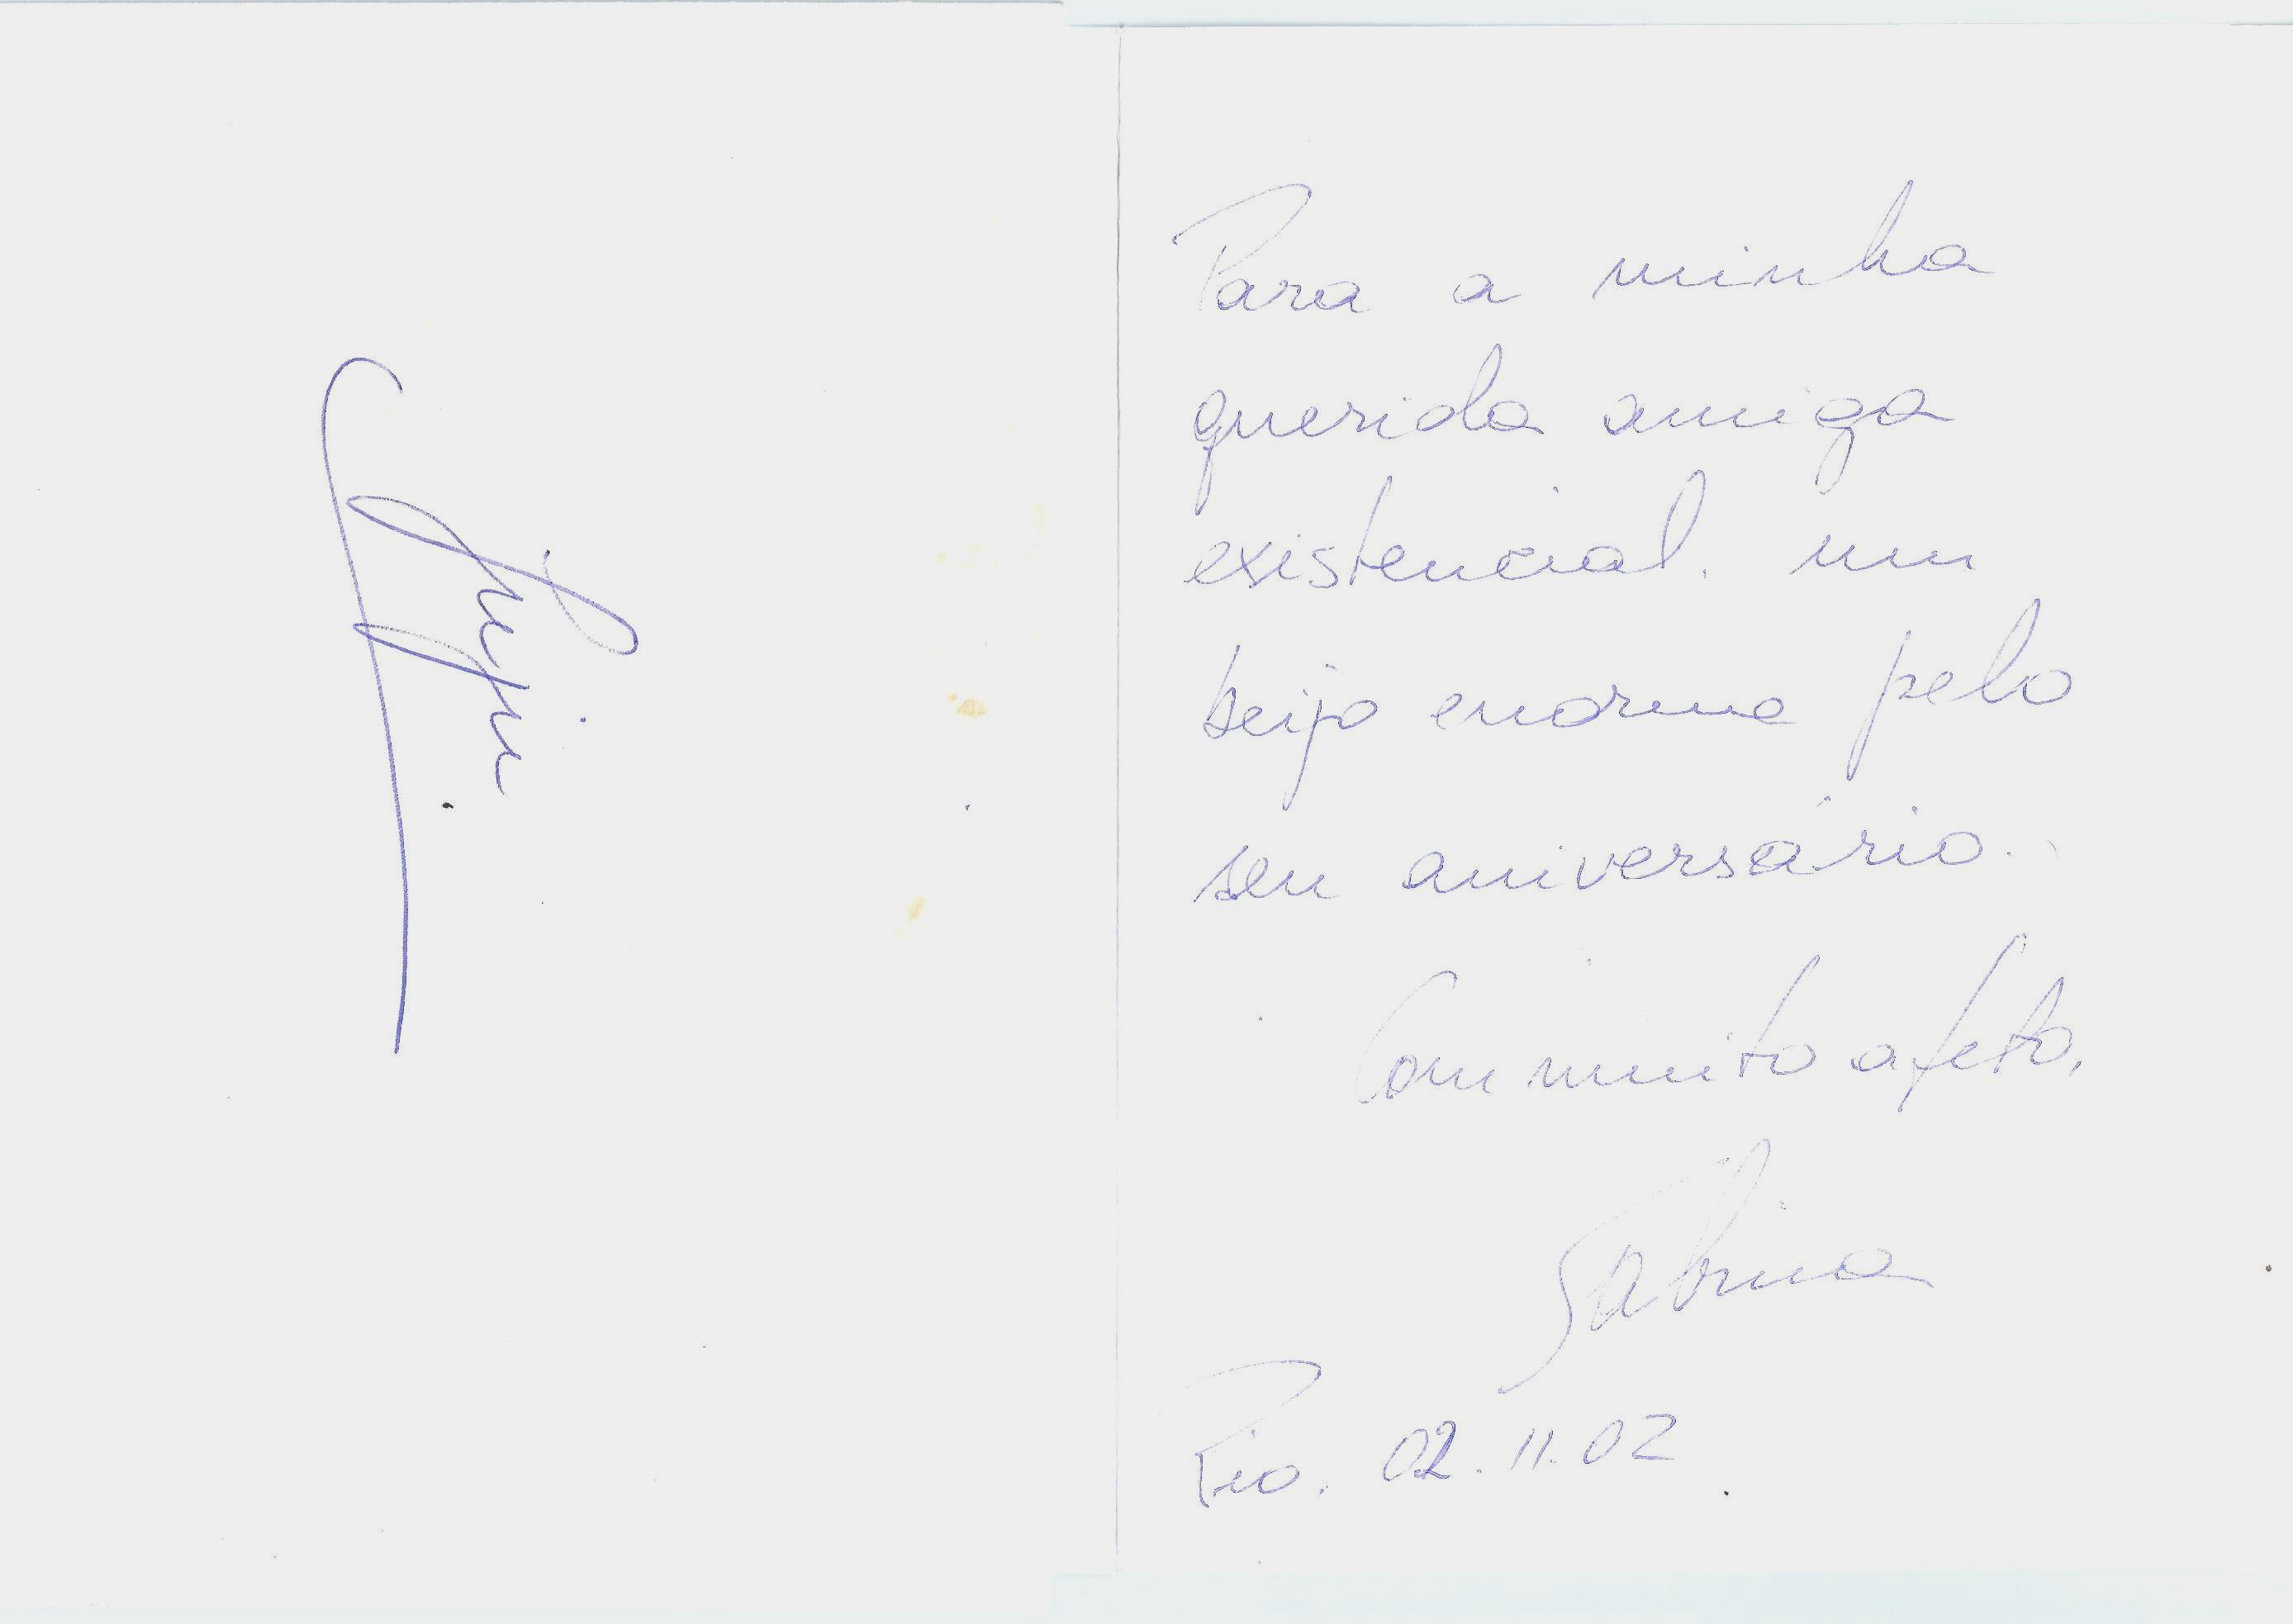 Para a minha
querida amiga
existencial. um
beijo enorme pelo
seu aniversário.
Com muito afeto,
Sabina
Rio. 02.11.02